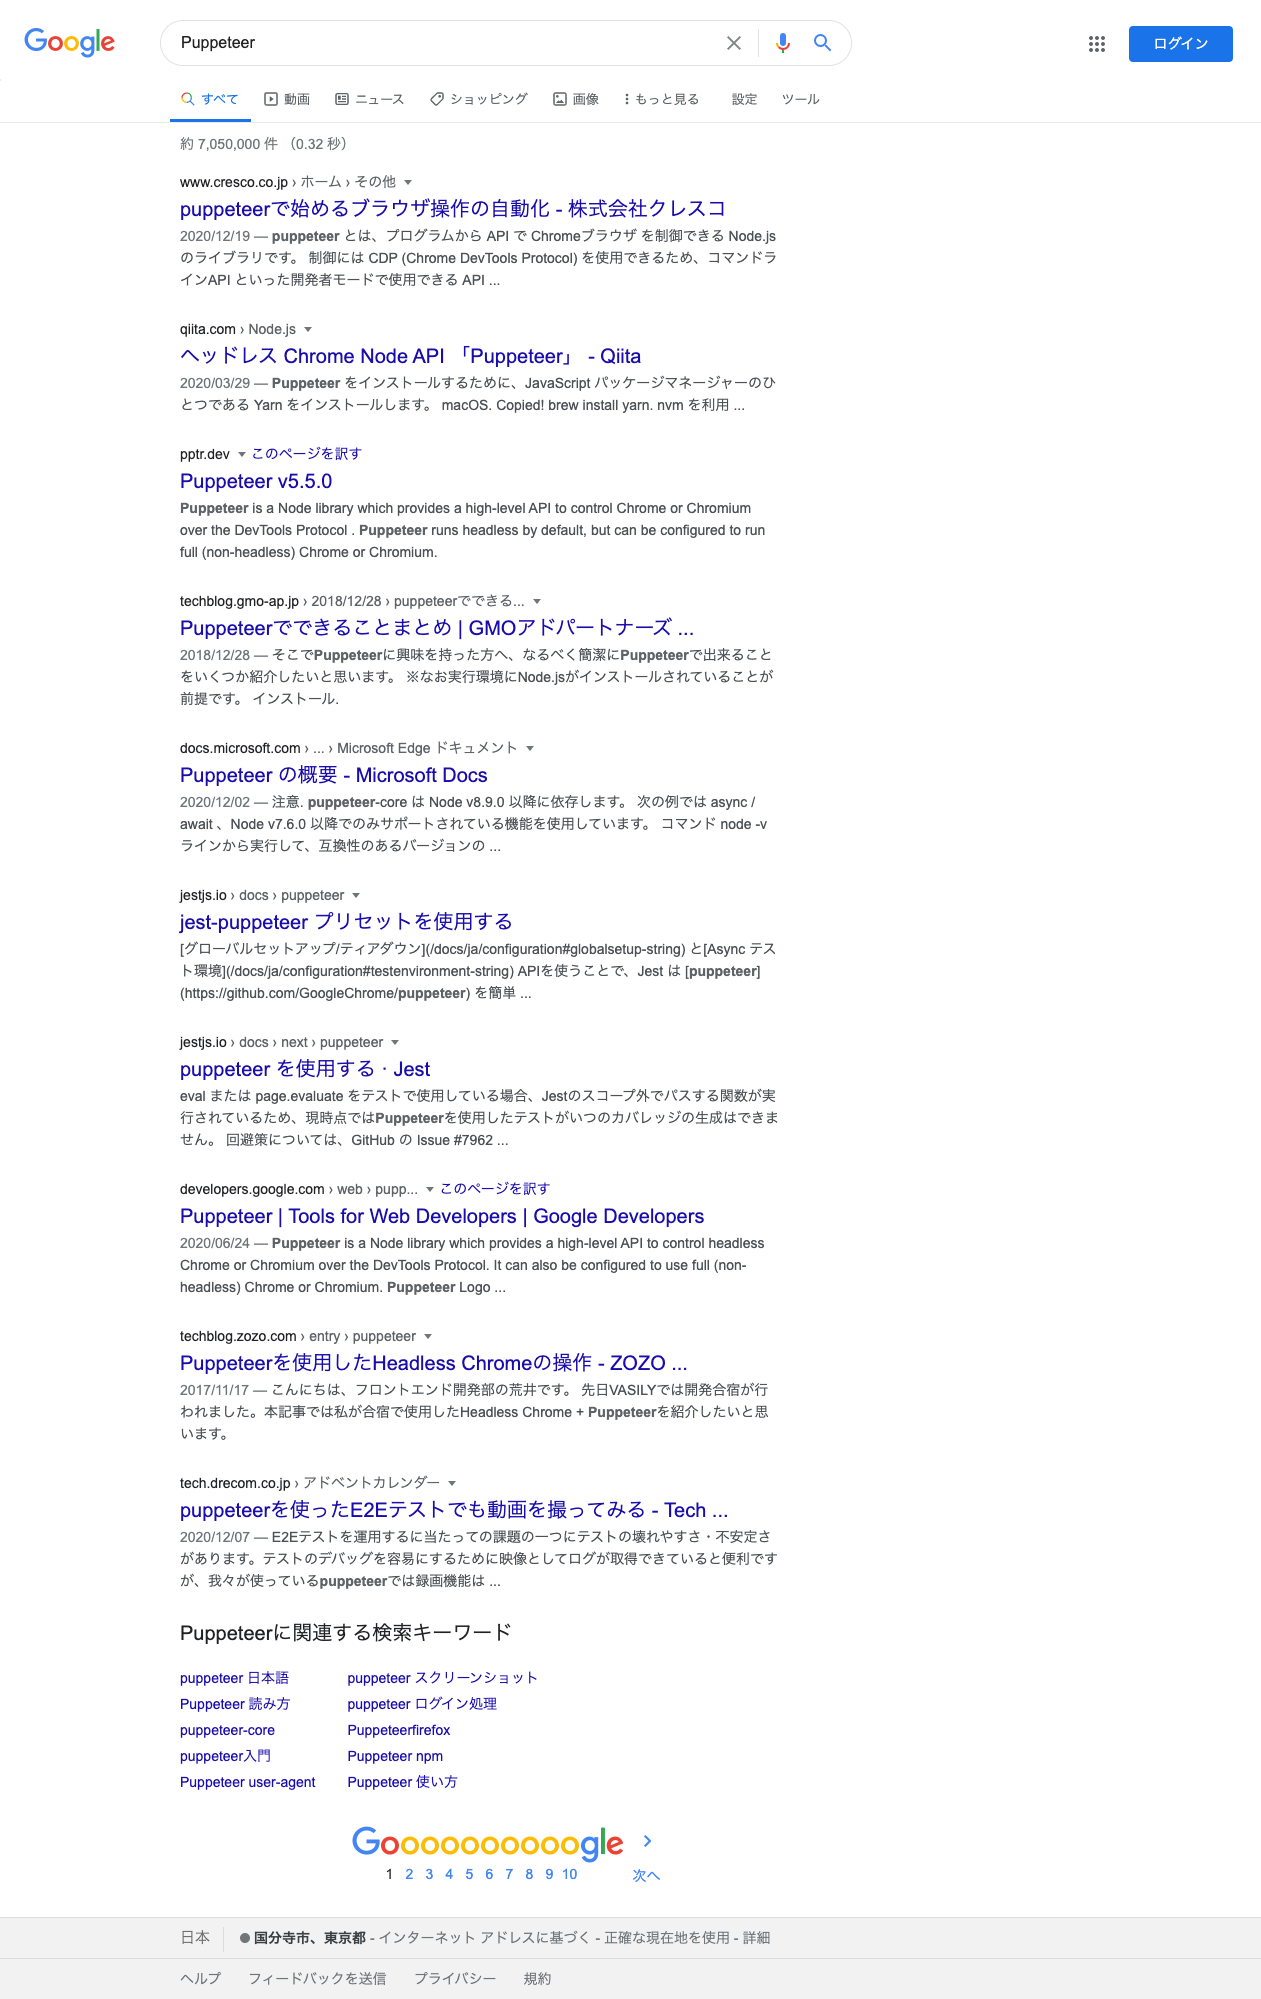 Google
Puppeteer
ログイン
すべて 動画 ニュース ショッピング 画像 もっと見る 設定 ツール
約 7,050,000 件 （0.32 秒）
www.cresco.co.jp › ホーム › その他
puppeteerで始めるブラウザ操作の自動化 - 株式会社クレスコ
2020/12/19 — puppeteer とは、プログラムから API で Chromeブラウザ を制御できる Node.js
のライブラリです。 制御には CDP (Chrome DevTools Protocol) を使用できるため、コマンドラ
インAPI といった開発者モードで使用できる API ...
qiita.com › Node.js
ヘッドレス Chrome Node API 「Puppeteer」 - Qiita
2020/03/29 — Puppeteer をインストールするために、JavaScript パッケージマネージャーのひ
とつである Yarn をインストールします。 macOS. Copied! brew install yarn. nvm を利用 ...
pptr.dev このページを訳す
Puppeteer v5.5.0
Puppeteer is a Node library which provides a high-level API to control Chrome or Chromium
over the DevTools Protocol . Puppeteer runs headless by default, but can be configured to run
full (non-headless) Chrome or Chromium.
techblog.gmo-ap.jp › 2018/12/28 › puppeteerでできる...
Puppeteerでできることまとめ | GMOアドパートナーズ ...
2018/12/28 — そこでPuppeteerに興味を持った方へ、なるべく簡潔にPuppeteerで出来ること
をいくつか紹介したいと思います。 ※なお実行環境にNode.jsがインストールされていることが
前提です。 インストール.
docs.microsoft.com › ... › Microsoft Edge ドキュメント
Puppeteer の概要 - Microsoft Docs
2020/12/02 — 注意. puppeteer-core は Node v8.9.0 以降に依存します。 次の例では async /
await 、Node v7.6.0 以降でのみサポートされている機能を使用しています。 コマンド node -v
ラインから実行して、互換性のあるバージョンの ...
jestjs.io › docs › puppeteer
jest-puppeteer プリセットを使用する
[グローバルセットアップ/ティアダウン](/docs/ja/configuration#globalsetup-string) と[Async テス
ト環境](/docs/ja/configuration#testenvironment-string) APIを使うことで、Jest は [puppeteer]
(https://github.com/GoogleChrome/puppeteer) を簡単 ...
jestjs.io › docs › next › puppeteer
puppeteer を使用する · Jest
eval または page.evaluate をテストで使用している場合、Jestのスコープ外でパスする関数が実
行されているため、現時点ではPuppeteerを使用したテストがいつのカバレッジの生成はできま
せん。 回避策については、GitHub の Issue #7962 ...
developers.google.com › web › pupp... このページを訳す
Puppeteer | Tools for Web Developers | Google Developers
2020/06/24 — Puppeteer is a Node library which provides a high-level API to control headless
Chrome or Chromium over the DevTools Protocol. It can also be configured to use full (non-
headless) Chrome or Chromium. Puppeteer Logo ...
techblog.zozo.com › entry › puppeteer
Puppeteerを使用したHeadless Chromeの操作 - ZOZO ...
2017/11/17 — こんにちは、フロントエンド開発部の荒井です。 先日VASILYでは開発合宿が行
われました。本記事では私が合宿で使用したHeadless Chrome + Puppeteerを紹介したいと思
います。
tech.drecom.co.jp › アドベントカレンダー
puppeteerを使ったE2Eテストでも動画を撮ってみる - Tech ...
2020/12/07 — E2Eテストを運用するに当たっての課題の一つにテストの壊れやすさ・不安定さ
があります。テストのデバッグを容易にするために映像としてログが取得できていると便利です
が、我々が使っているpuppeteerでは録画機能は ...
Puppeteerに関連する検索キーワード
puppeteer 日本語 puppeteer スクリーンショット
Puppeteer 読み方 puppeteer ログイン処理
puppeteer-core Puppeteerfirefox
puppeteer入門 Puppeteer npm
Puppeteer user-agent Puppeteer 使い方
Goooooooooogle
1 2 3 4 5 6 7 8 9 10 次へ
日本 国分寺市、東京都 - インターネット アドレスに基づく - 正確な現在地を使用 - 詳細
ヘルプ フィードバックを送信 プライバシー 規約